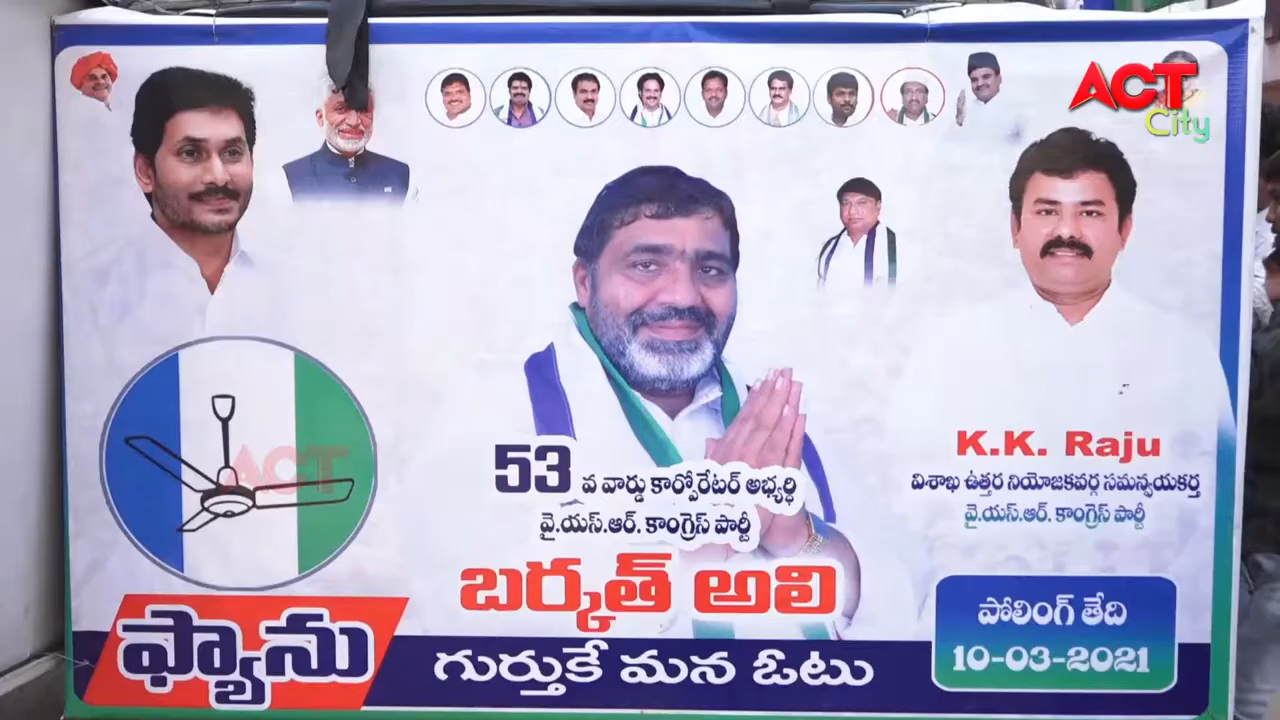 ACT
City
ACT
53 వ వార్డు కార్పోరేటర్ అభ్యర్థి
వై.యస్.ఆర్. కాంగ్రెస్ పార్టీ
బర్కత్ అలి
K.K. Raju
విశాఖ ఉత్తర నియోజకవర్గ సమన్వయకర్త
వై.యస్.ఆర్. కాంగ్రెస్ పార్టీ
పోలింగ్ తేది
10-03-2021
ఫ్యాను
గుర్తుకే మన ఓటు